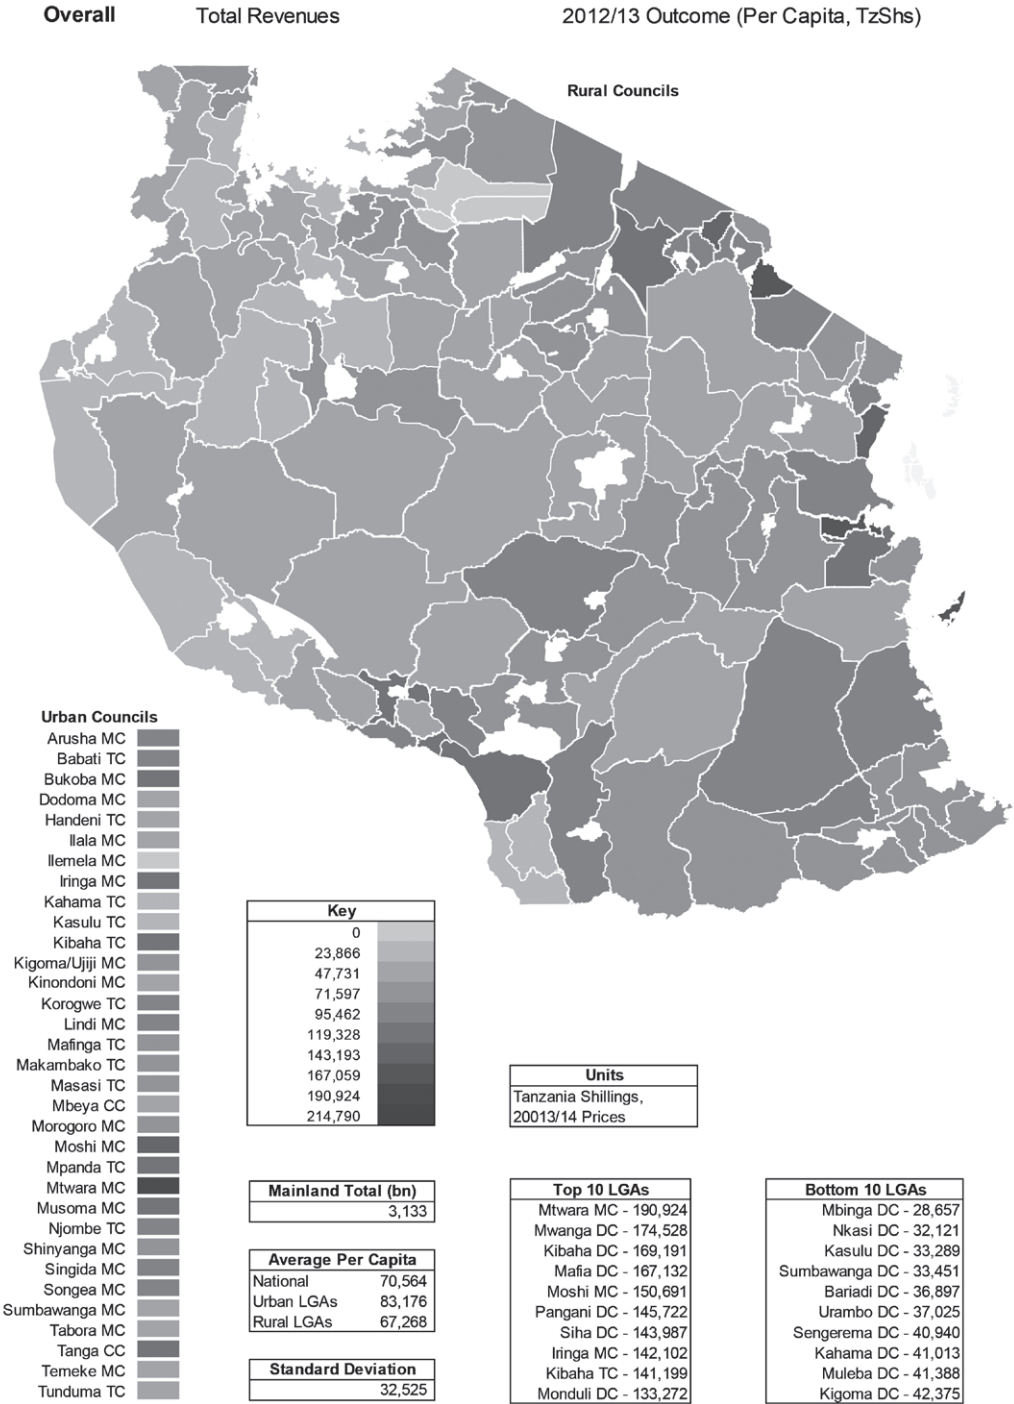 Overall Total Revenues 2012/13 Outcome (Per Capita, TzShs)
Rural Councils
Urban Councils
Arusha MC
Babati TC
Bukoba MC
Dodoma MC
Handeni TC
Ilala MC
Ilemela MC
Iringa MC
Kahama TC
Kasulu TC
Kibaha TC
Kigoma/Ujiji MC
Kinondoni MC
Korogwe TC
Lindi MC
Mafinga TC
Makambako TC
Masasi TC
Mbeya CC
Morogoro MC
Moshi MC
Mpanda TC
Mtwara MC
Musoma MC
Njombe TC
Shinyanga MC
Singida MC
Songea MC
Sumbawanga MC
Tabora MC
Tanga CC
Temeke MC
Tunduma TC
Key
0
23,866
47,731
71,597
95,462
119,328
143,193
167,059
190,924
214,790
Units
Tanzania Shillings,
20013/14 Prices
Mainland Total (bn)
3,133
Average Per Capita
National 70,564
Urban LGAs 83,176
Rural LGAs 67,268
Standard Deviation
32,525
Top 10 LGAs
Mtwara MC - 190,924
Mwanga DC - 174,528
Kibaha DC - 169,191
Mafia DC - 167,132
Moshi MC - 150,691
Pangani DC - 145,722
Siha DC - 143,987
Iringa MC - 142,102
Kibaha TC - 141,199
Monduli DC - 133,272
Bottom 10 LGAs
Mbinga DC - 28,657
Nkasi DC - 32,121
Kasulu DC - 33,289
Sumbawanga DC - 33,451
Bariadi DC - 36,897
Urambo DC - 37,025
Sengerema DC - 40,940
Kahama DC - 41,013
Muleba DC - 41,388
Kigoma DC - 42,375